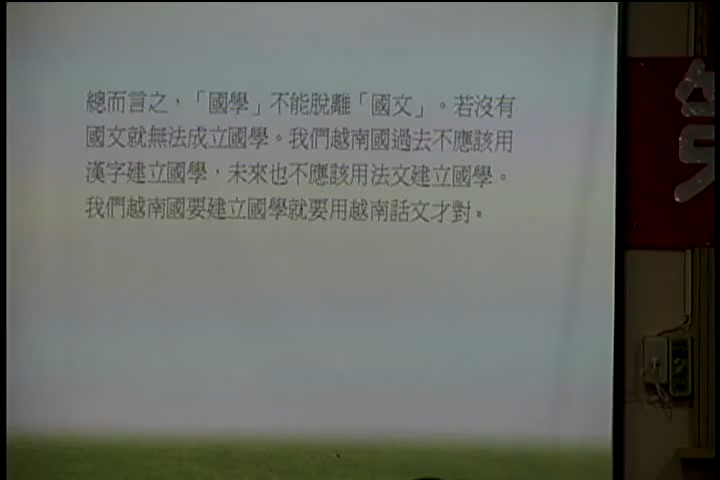 總而言之，「國學」不能脫離「國文」。若沒有
國文就無法成立國學。我們越南國過去不應該用
漢字建立國學，未來也不應該用法文建立國學。
我們越南國要建立國學就要用越南話文才對。